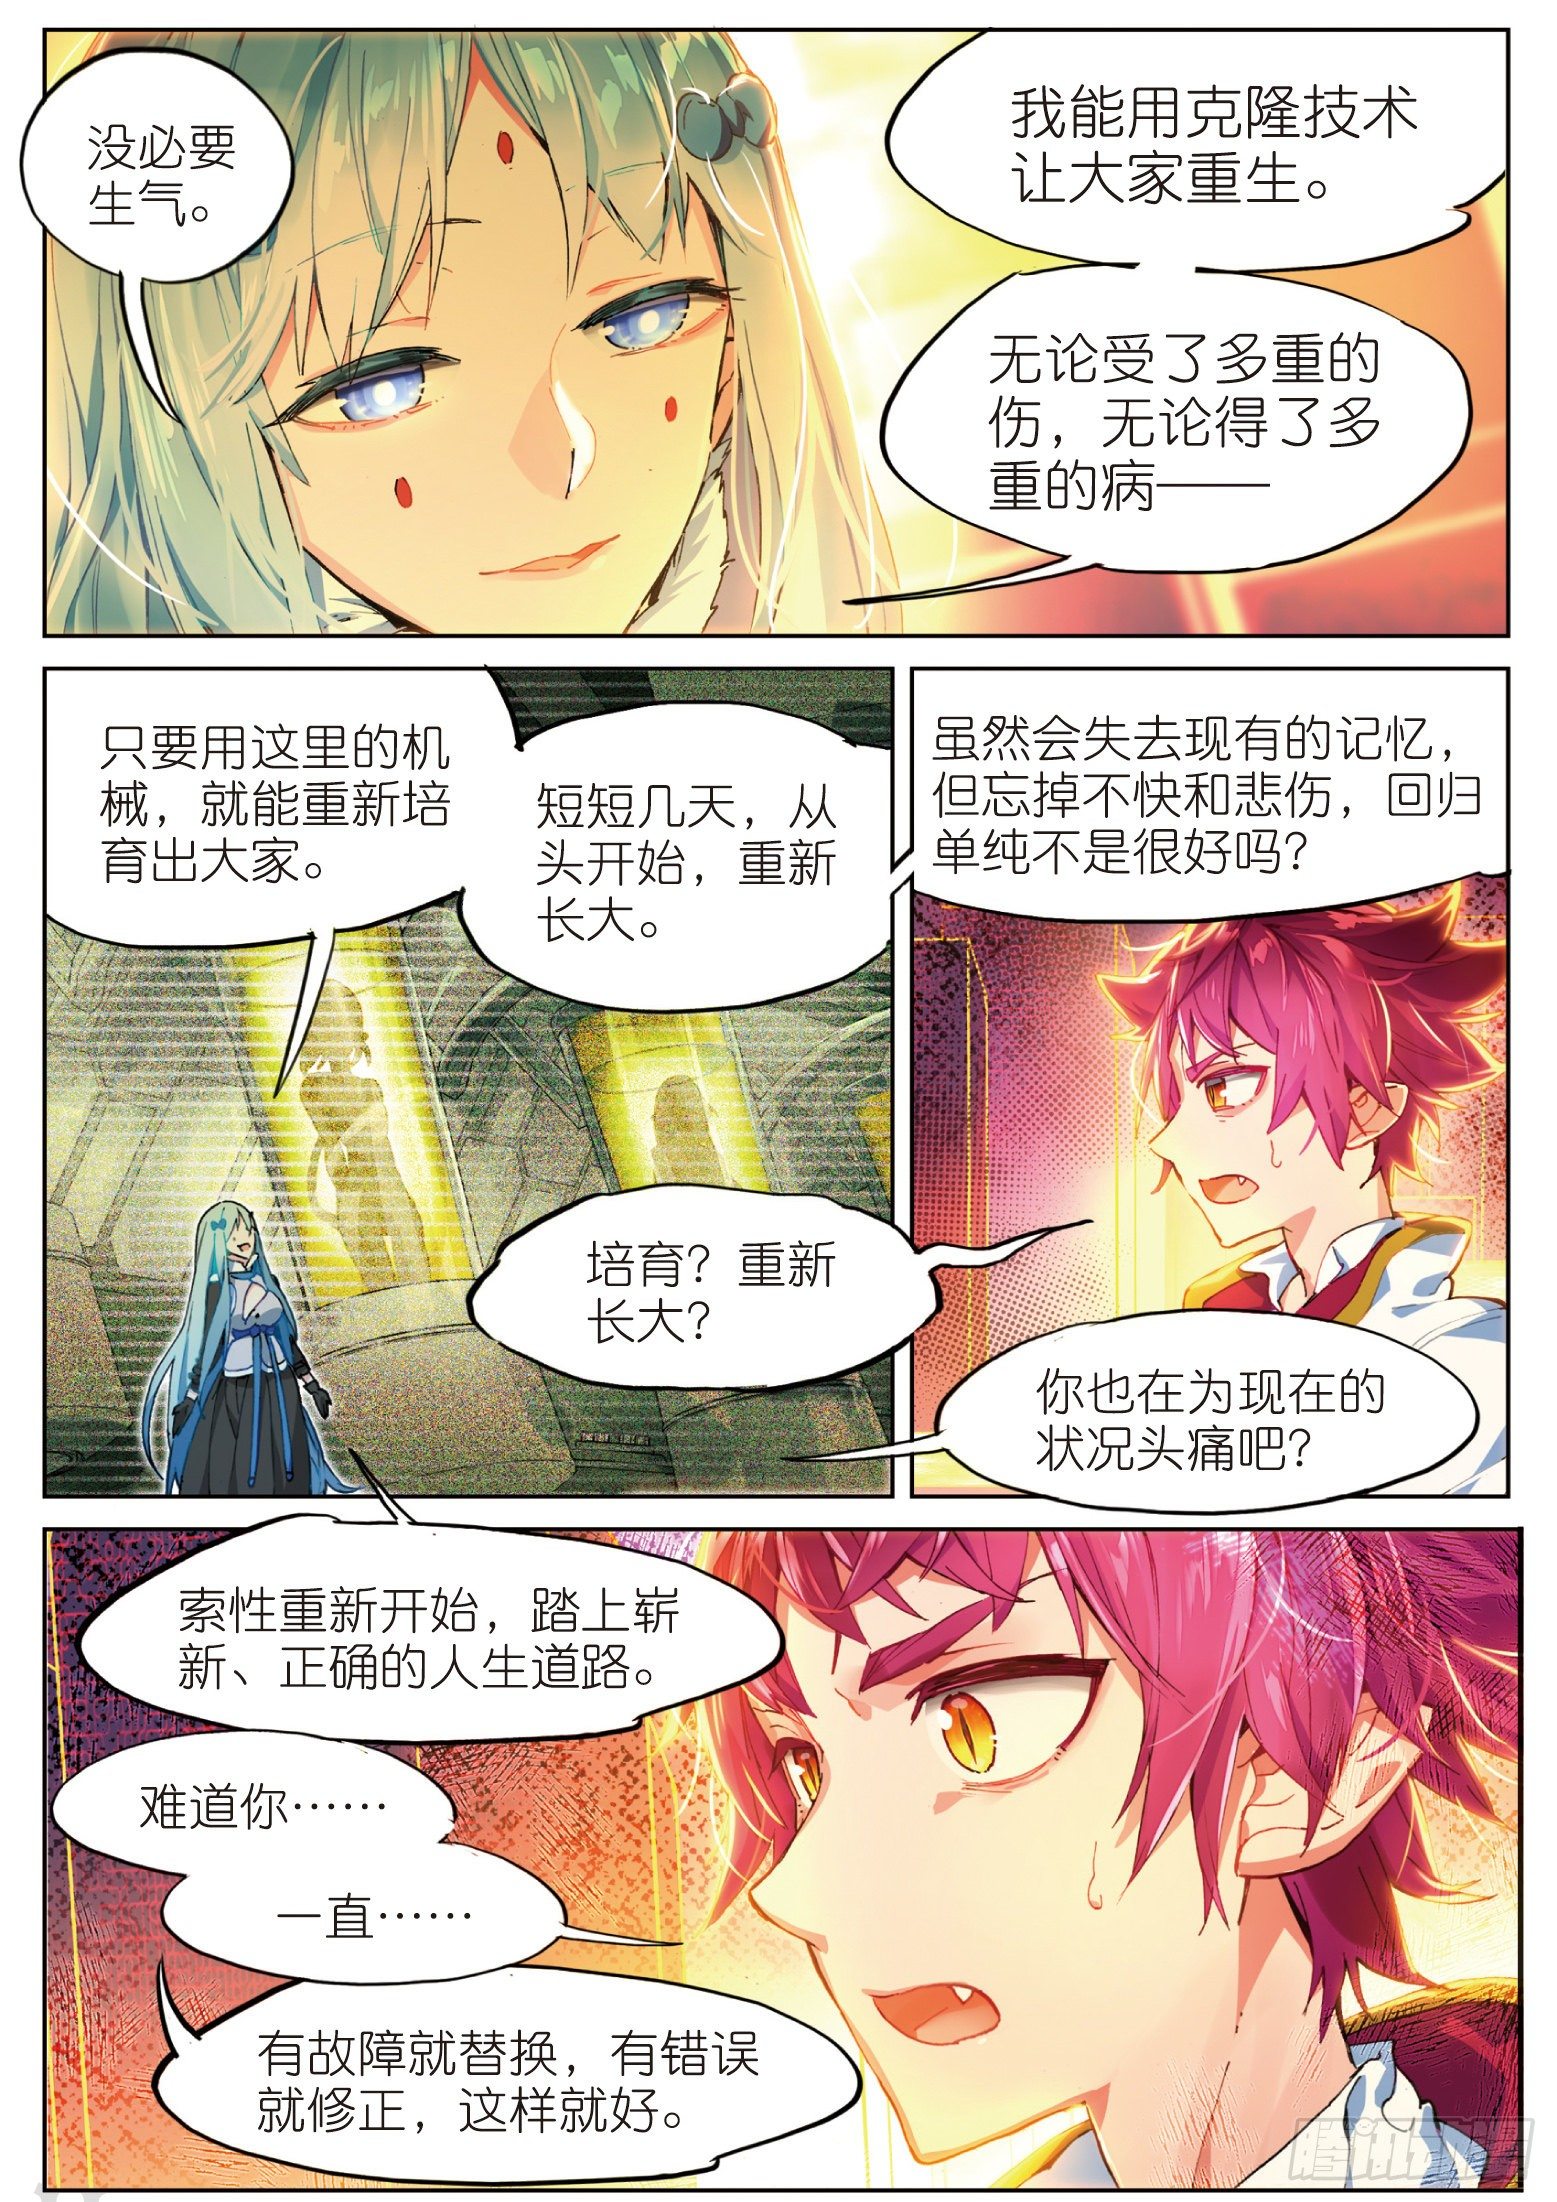 没必要
生气。
我能用克隆技术
让大家重生。
无论受了多重的
伤，无论得了多
重的病——
只要用这里的机
械，就能重新培
育出大家。
短短几天，从
头开始，重新
长大。
虽然会失去现有的记忆，
但忘掉不快和悲伤，回归
单纯不是很好吗？
培育？重新
长大？
你也在为现在的
状况头痛吧？
索性重新开始，踏上崭
新、正确的人生道路。
难道你……
一直……
有故障就替换，有错误
就修正，这样就好。
腾讯动漫